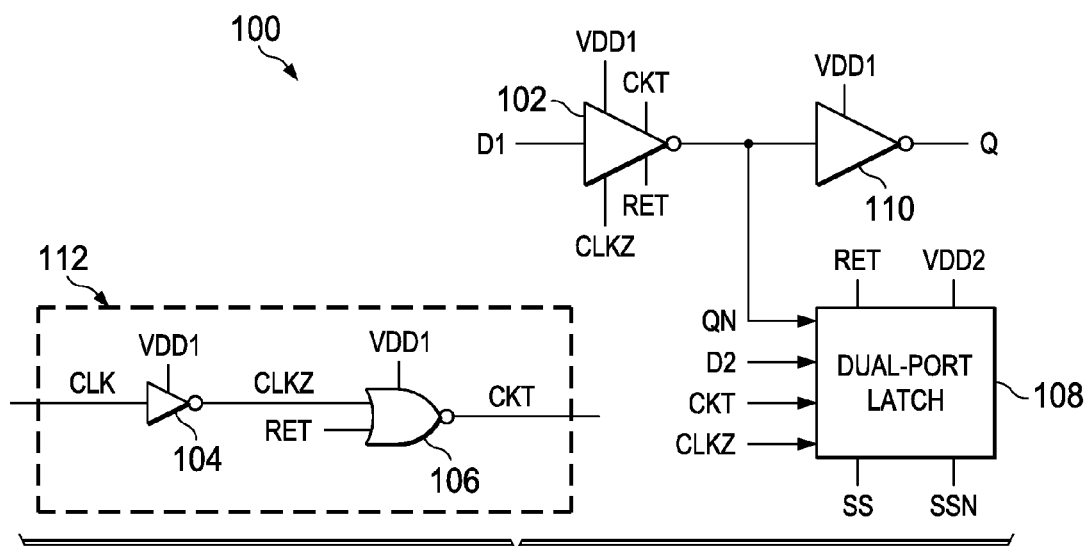 100
VDD1
CKT
VDD1
102
D1
Q
RET
CLKZ
110
112
RET
VDD2
QN
VDD1
VDD1
D2
DUAL-PORT
LATCH
CLK
CLKZ
CKT
CKT
108
RET
CLKZ
104
106
SS
SSN